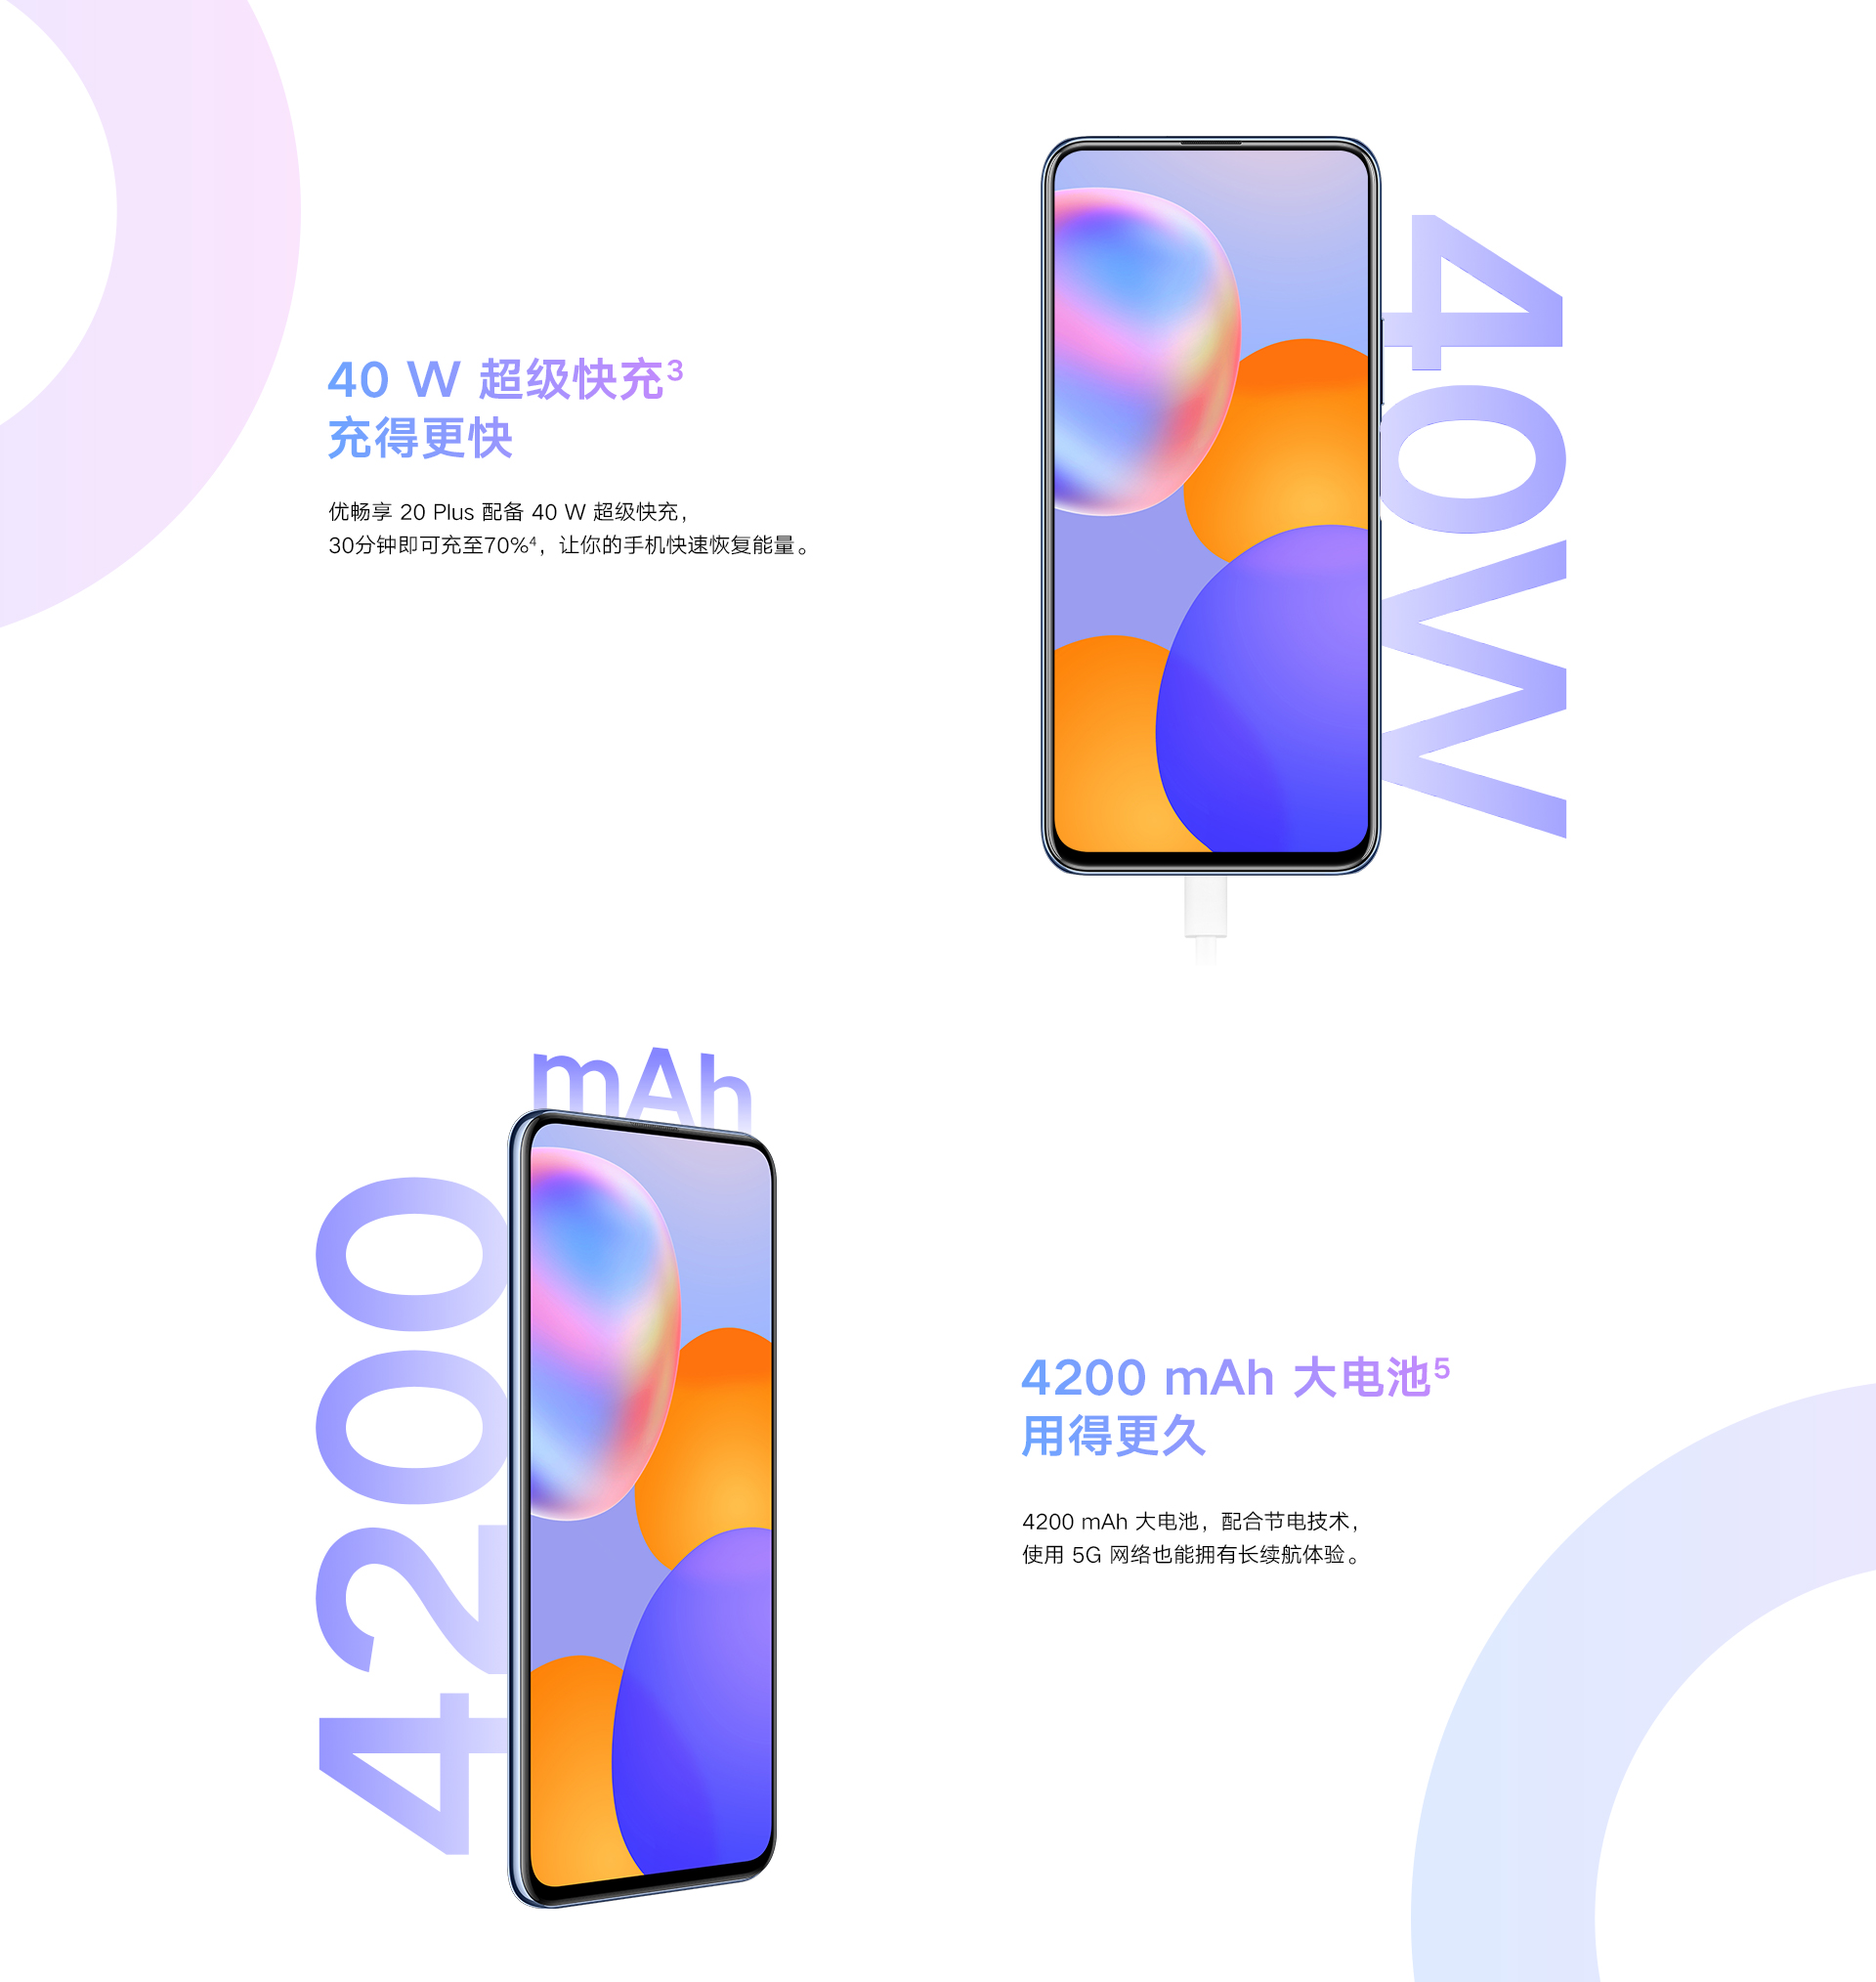 40 W 超级快充³
充得更快
优畅享 20 Plus 配备 40 W 超级快充，
30分钟即可充至70%⁴，让你的手机快速恢复能量。
40W
mAh
4200
4200 mAh 大电池⁵
用得更久
4200 mAh 大电池，配合节电技术，
使用 5G 网络也能拥有长续航体验。